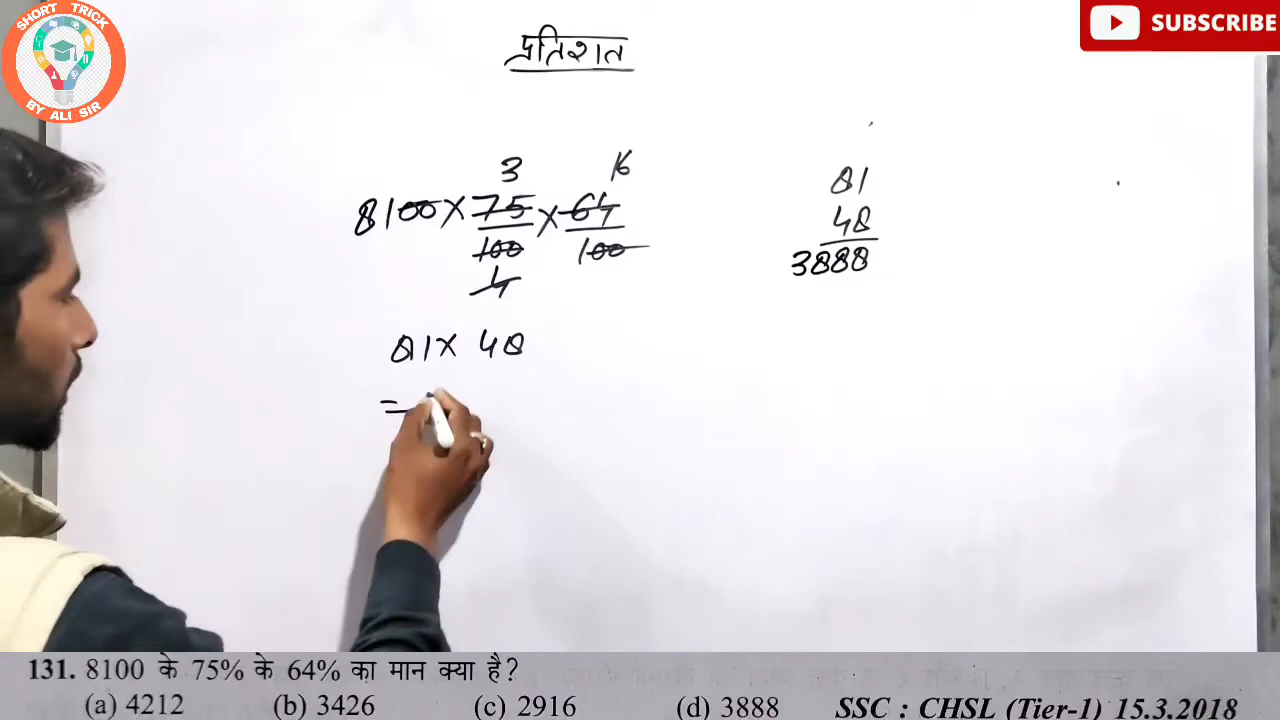 SHORT TRICK
BY ALI SIR
SUBSCRIBE
प्रतिशत
3 16
8100 × 75 × 64
100 100
4
81 × 48
=
81
48
3888
131. 8100 के 75% के 64% का मान क्या है?
(a) 4212 (b) 3426 (c) 2916 (d) 3888 SSC : CHSL (Tier-1) 15.3.2018